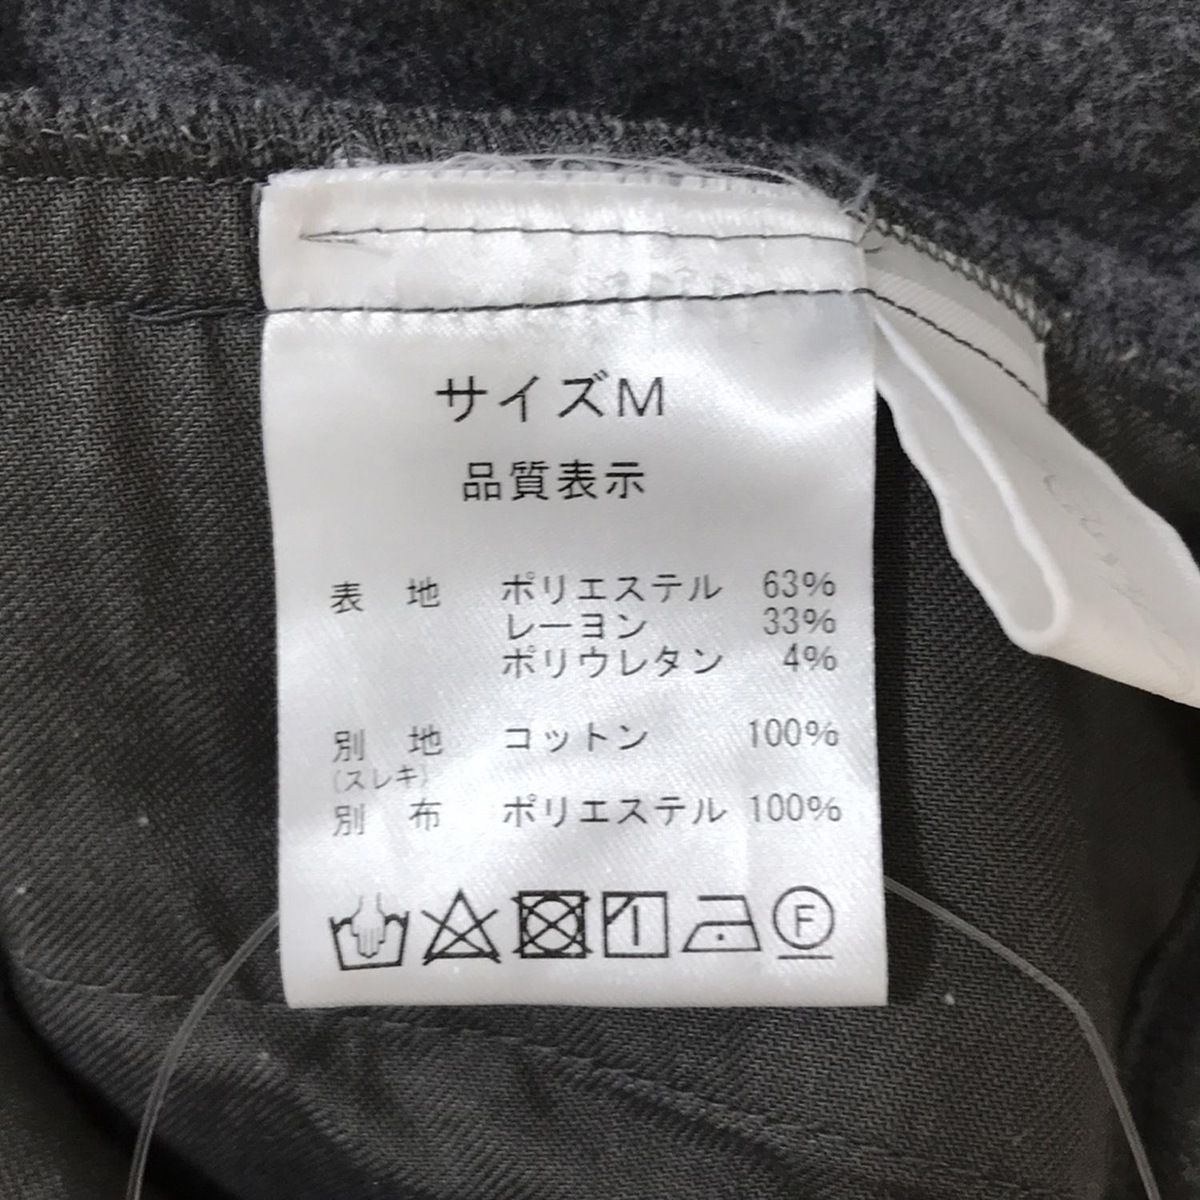 サイズM
品質表示
表 地 ポリエステル 63%
レーヨン 33%
ポリウレタン 4%
別 地 コットン 100%
(スレキ)
別 布 ポリエステル 100%
F